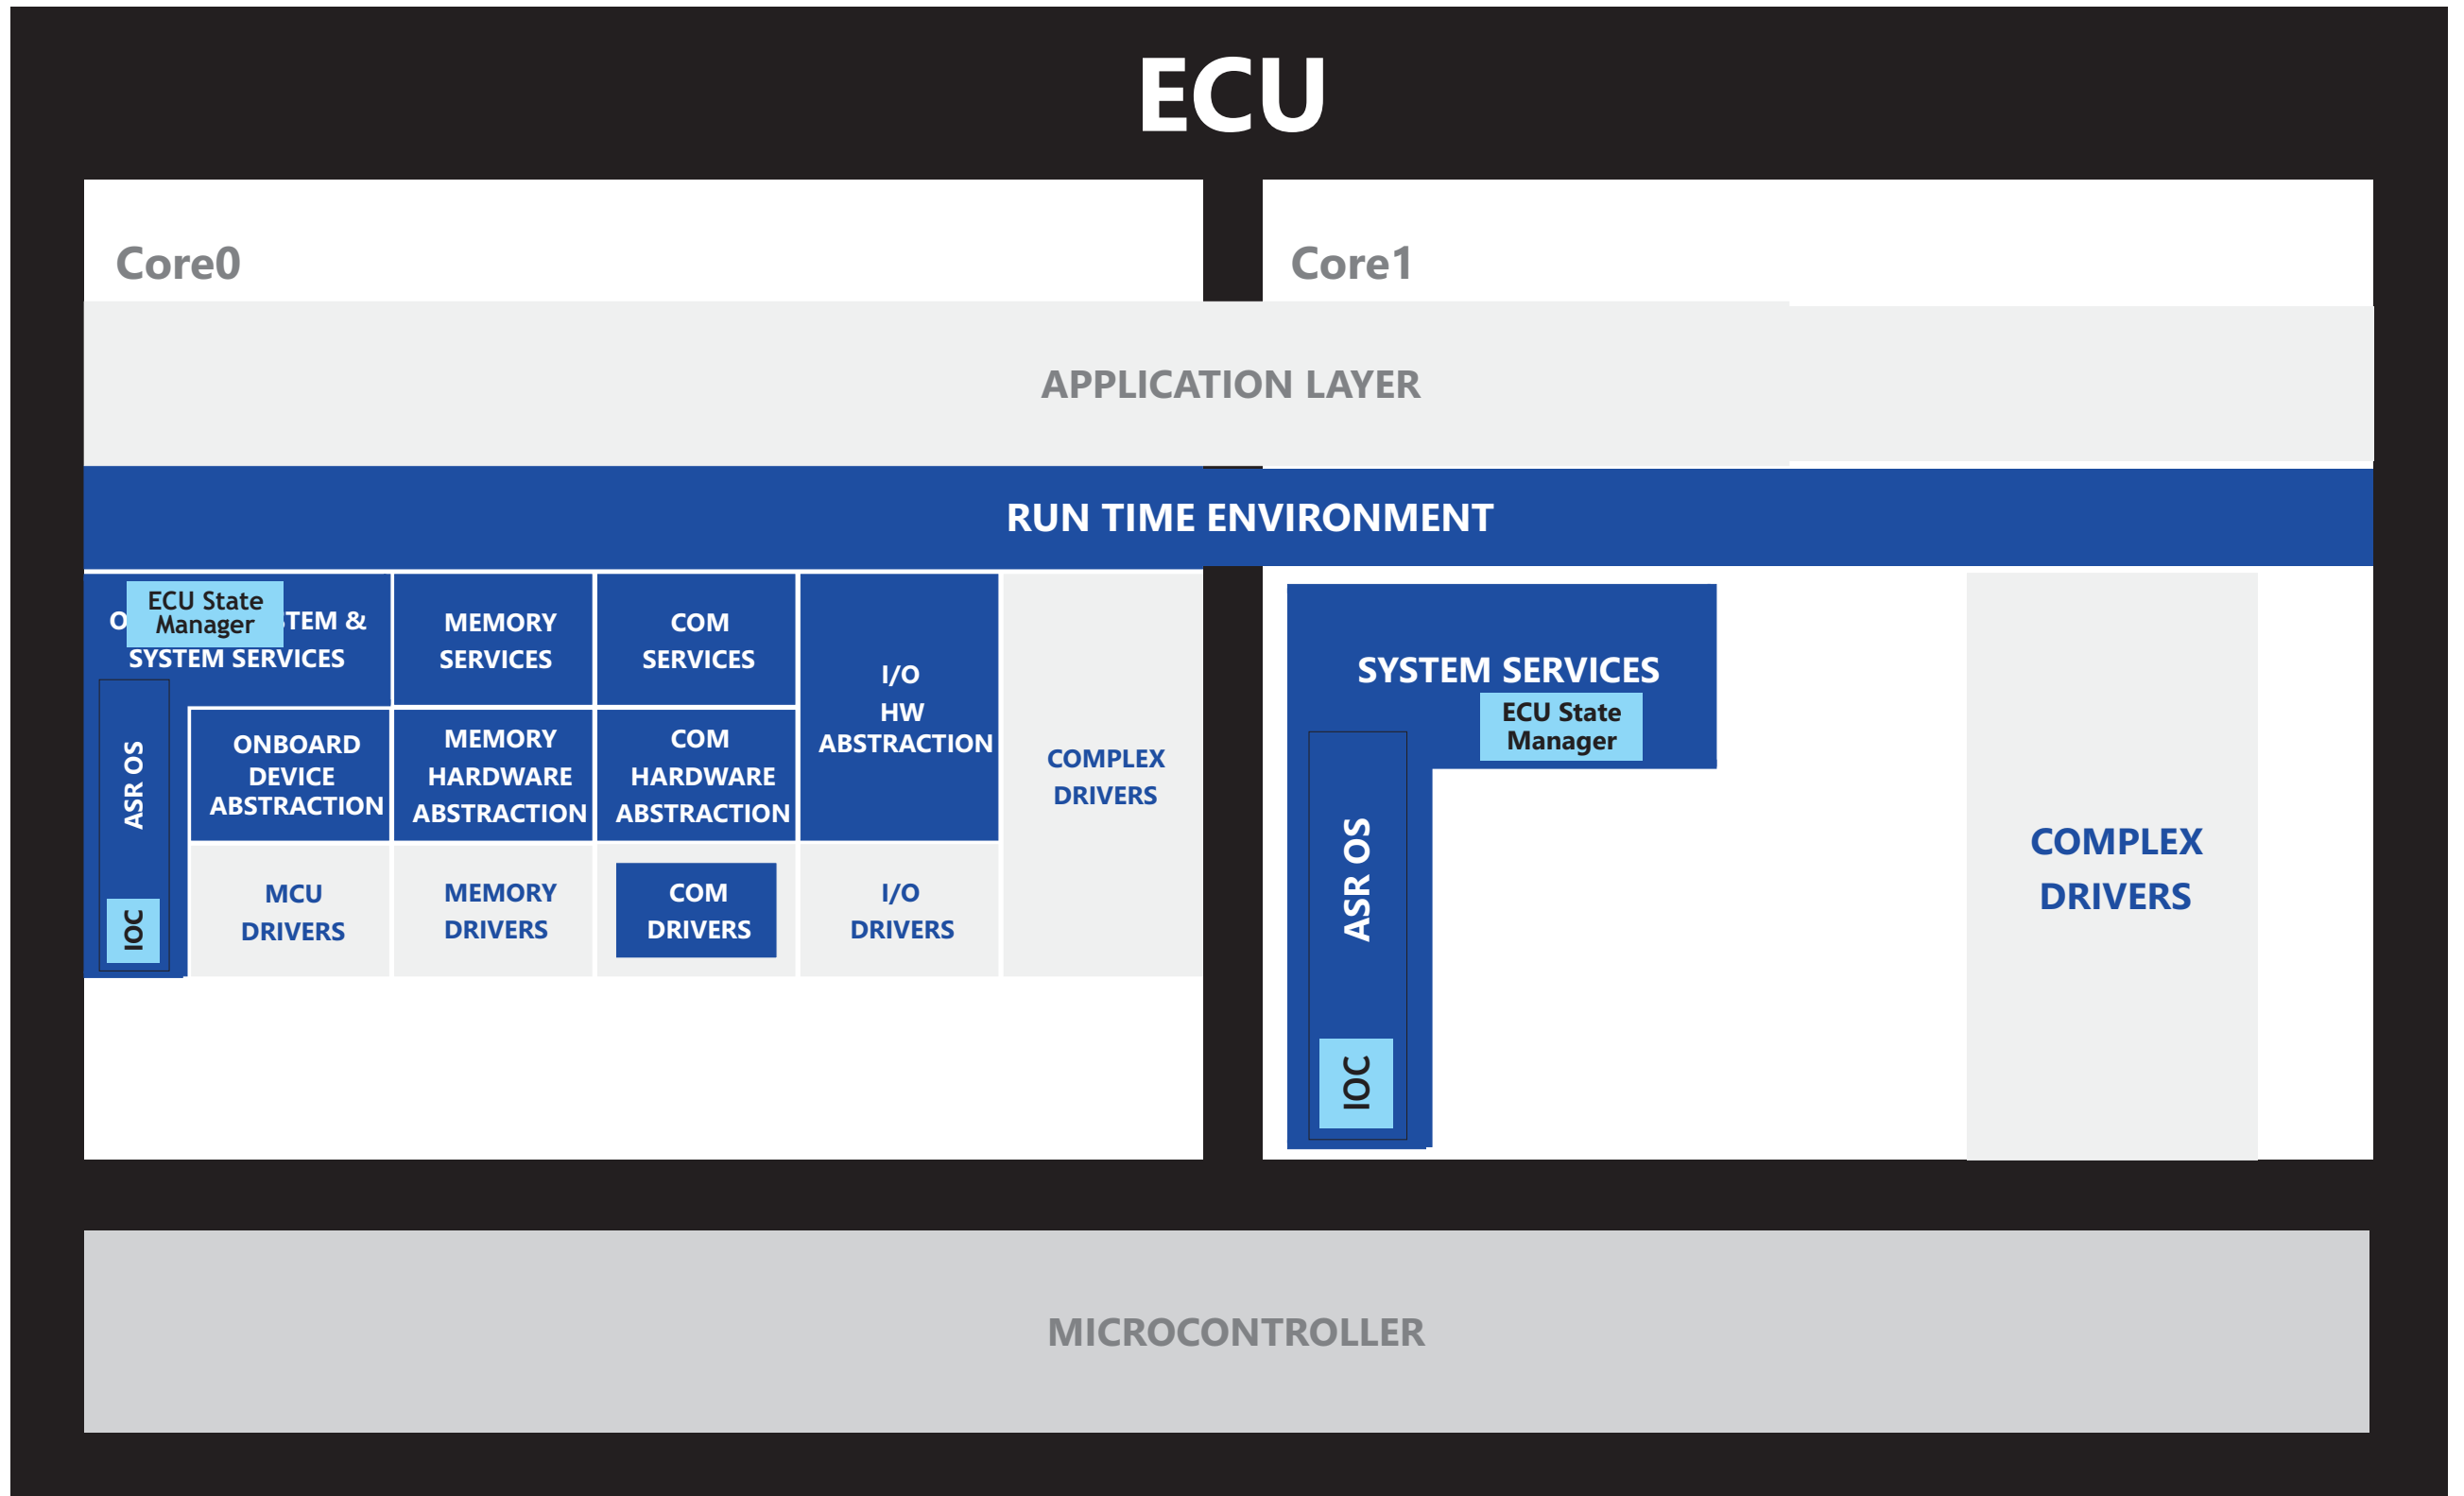 ECU
Core0
Core1
APPLICATION LAYER
RUN TIME ENVIRONMENT
ECU State
Manager
O STEM &
SYSTEM SERVICES
ASR OS
IOC
MEMORY
SERVICES
COM
SERVICES
I/O
HW
ABSTRACTION
COMPLEX
DRIVERS
ONBOARD
DEVICE
ABSTRACTION
MEMORY
HARDWARE
ABSTRACTION
COM
HARDWARE
ABSTRACTION
MCU
DRIVERS
MEMORY
DRIVERS
COM
DRIVERS
I/O
DRIVERS
SYSTEM SERVICES
ECU State
Manager
ASR OS
IOC
COMPLEX
DRIVERS
MICROCONTROLLER